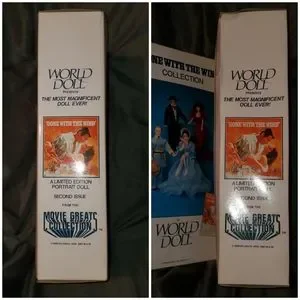 WORLD
DOLL
PRESENTS
THE MOST MAGNIFICENT
DOLL EVER!
"GONE WITH THE WIND"
A LIMITED EDITION
PORTRAIT DOLL
SECOND ISSUE
FROM THE
MOVIE GREATS
COLLECTION
GONE WITH THE WIND
COLLECTION
WORLD
DOLL
WORLD
DOLL
PRESENTS
THE MOST MAGNIFICENT
DOLL EVER!
"GONE WITH THE WIND"
A LIMITED EDITION
PORTRAIT DOLL
SECOND ISSUE
FROM THE
MOVIE GREATS
COLLECTION